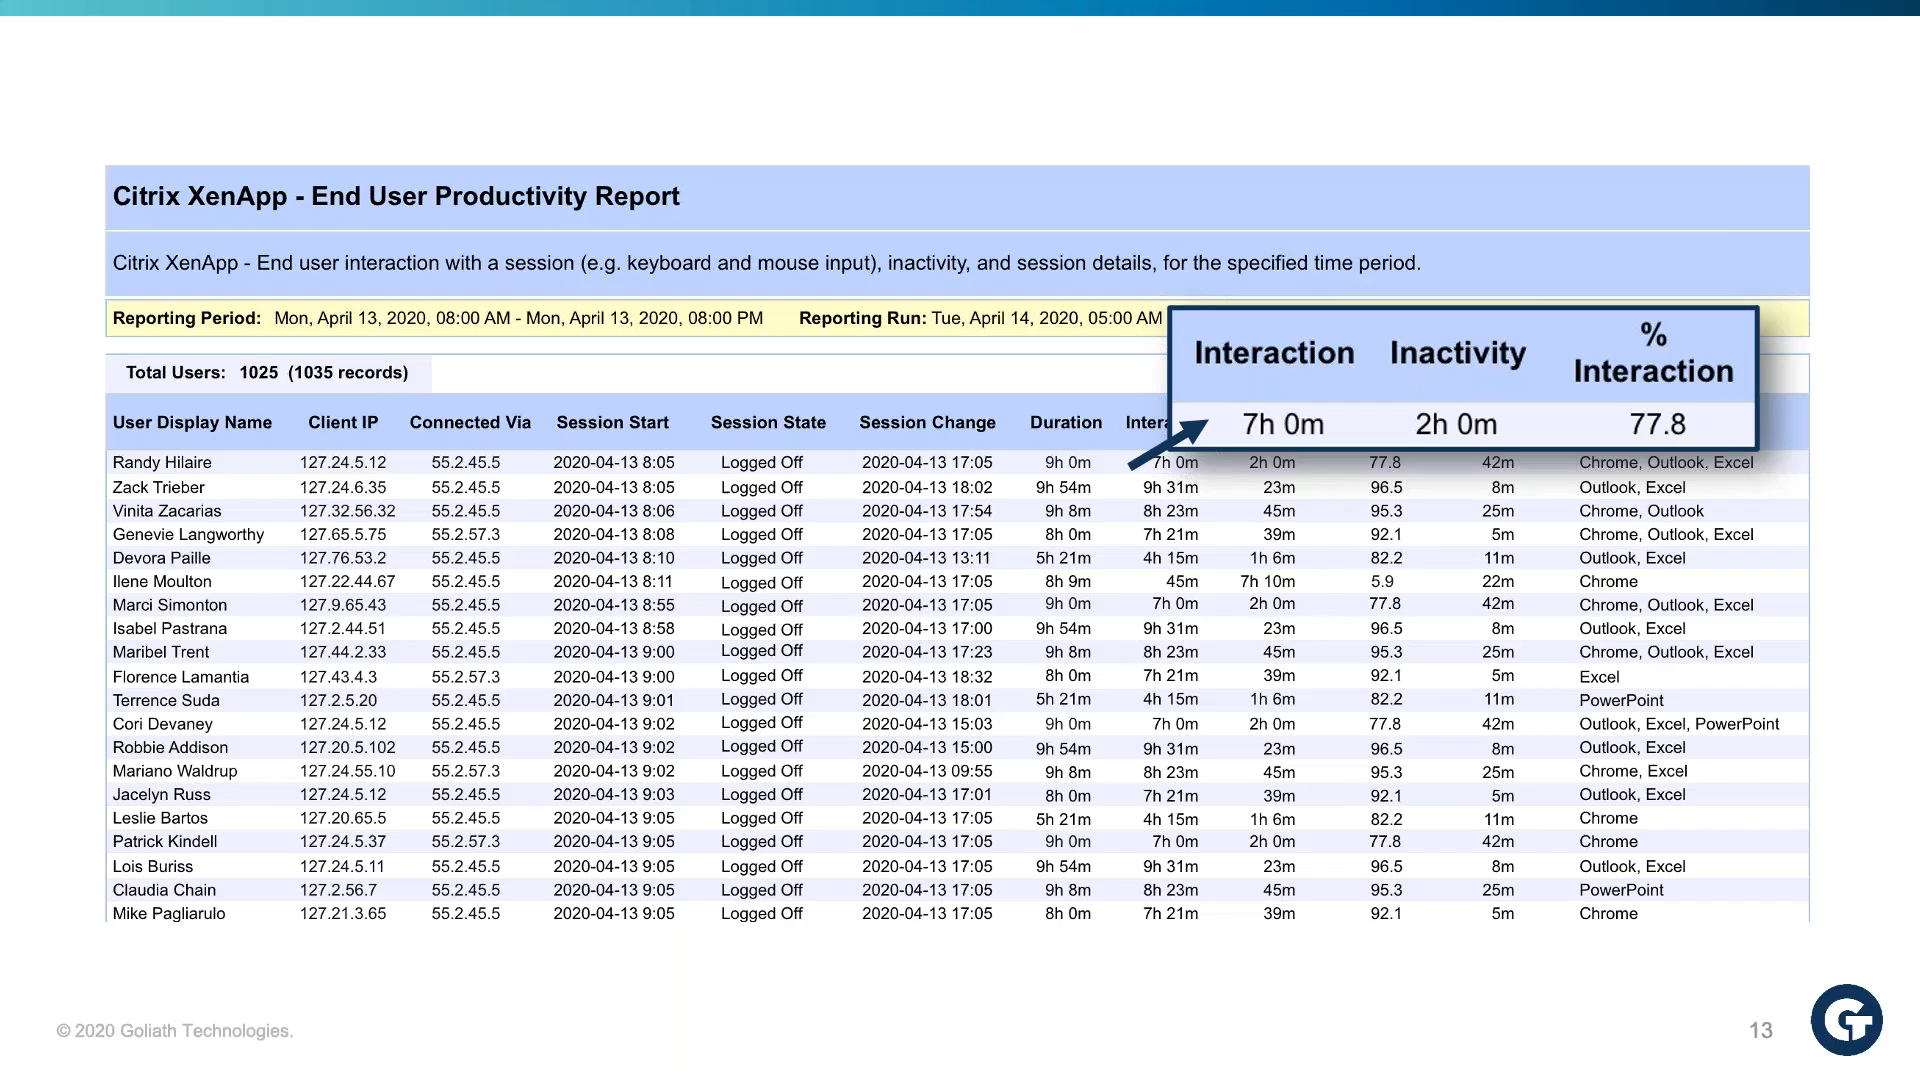 Citrix XenApp - End User Productivity Report
Citrix XenApp - End user interaction with a session (e.g. keyboard and mouse input), inactivity, and session details, for the specified time period.
Reporting Period: Mon, April 13, 2020, 08:00 AM - Mon, April 13, 2020, 08:00 PM Reporting Run: Tue, April 14, 2020, 05:00 AM
Interaction Inactivity % Interaction
7h 0m 2h 0m 77.8
Total Users: 1025 (1035 records)
User Display Name Client IP Connected Via Session Start Session State Session Change Duration Intera
Randy Hilaire 127.24.5.12 55.2.45.5 2020-04-13 8:05 Logged Off 2020-04-13 17:05 9h 0m 7h 0m 2h 0m 77.8 42m Chrome, Outlook, Excel
Zack Trieber 127.24.6.35 55.2.45.5 2020-04-13 8:05 Logged Off 2020-04-13 18:02 9h 54m 9h 31m 23m 96.5 8m Outlook, Excel
Vinita Zacarias 127.32.56.32 55.2.45.5 2020-04-13 8:06 Logged Off 2020-04-13 17:54 9h 8m 8h 23m 45m 95.3 25m Chrome, Outlook
Genevie Langworthy 127.65.5.75 55.2.57.3 2020-04-13 8:08 Logged Off 2020-04-13 17:05 8h 0m 7h 21m 39m 92.1 5m Chrome, Outlook, Excel
Devora Paille 127.76.53.2 55.2.45.5 2020-04-13 8:10 Logged Off 2020-04-13 13:11 5h 21m 4h 15m 1h 6m 82.2 11m Outlook, Excel
Ilene Moulton 127.22.44.67 55.2.45.5 2020-04-13 8:11 Logged Off 2020-04-13 17:05 8h 9m 45m 7h 10m 5.9 22m Chrome
Marci Simonton 127.9.65.43 55.2.45.5 2020-04-13 8:55 Logged Off 2020-04-13 17:05 9h 0m 7h 0m 2h 0m 77.8 42m Chrome, Outlook, Excel
Isabel Pastrana 127.2.44.51 55.2.45.5 2020-04-13 8:58 Logged Off 2020-04-13 17:00 9h 54m 9h 31m 23m 96.5 8m Outlook, Excel
Maribel Trent 127.44.2.33 55.2.45.5 2020-04-13 9:00 Logged Off 2020-04-13 17:23 9h 8m 8h 23m 45m 95.3 25m Chrome, Outlook, Excel
Florence Lamantia 127.43.4.3 55.2.57.3 2020-04-13 9:00 Logged Off 2020-04-13 18:32 8h 0m 7h 21m 39m 92.1 5m Excel
Terrence Suda 127.2.5.20 55.2.45.5 2020-04-13 9:01 Logged Off 2020-04-13 18:01 5h 21m 4h 15m 1h 6m 82.2 11m PowerPoint
Cori Devaney 127.24.5.12 55.2.45.5 2020-04-13 9:02 Logged Off 2020-04-13 15:03 9h 0m 7h 0m 2h 0m 77.8 42m Outlook, Excel, PowerPoint
Robbie Addison 127.20.5.102 55.2.45.5 2020-04-13 9:02 Logged Off 2020-04-13 15:00 9h 54m 9h 31m 23m 96.5 8m Outlook, Excel
Mariano Waldrup 127.24.55.10 55.2.57.3 2020-04-13 9:02 Logged Off 2020-04-13 09:55 9h 8m 8h 23m 45m 95.3 25m Chrome, Excel
Jacelyn Russ 127.24.5.12 55.2.45.5 2020-04-13 9:03 Logged Off 2020-04-13 17:01 8h 0m 7h 21m 39m 92.1 5m Outlook, Excel
Leslie Bartos 127.20.65.5 55.2.45.5 2020-04-13 9:05 Logged Off 2020-04-13 17:05 5h 21m 4h 15m 1h 6m 82.2 11m Chrome
Patrick Kindell 127.24.5.37 55.2.57.3 2020-04-13 9:05 Logged Off 2020-04-13 17:05 9h 0m 7h 0m 2h 0m 77.8 42m Chrome
Lois Buriss 127.24.5.11 55.2.45.5 2020-04-13 9:05 Logged Off 2020-04-13 17:05 9h 54m 9h 31m 23m 96.5 8m Outlook, Excel
Claudia Chain 127.2.56.7 55.2.45.5 2020-04-13 9:05 Logged Off 2020-04-13 17:05 9h 8m 8h 23m 45m 95.3 25m PowerPoint
Mike Pagliarulo 127.21.3.65 55.2.45.5 2020-04-13 9:05 Logged Off 2020-04-13 17:05 8h 0m 7h 21m 39m 92.1 5m Chrome
© 2020 Goliath Technologies.
13